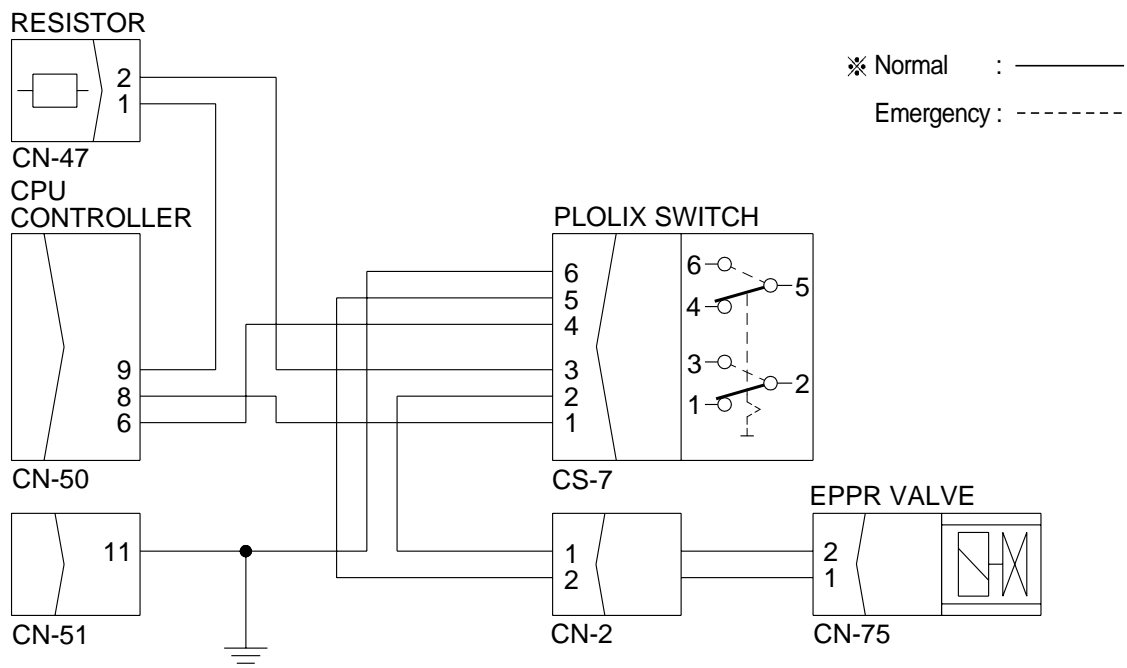 RESISTOR
2
1
CN-47
※ Normal :
Emergency :
CPU
CONTROLLER
9
8
6
CN-50
PLOLIX SWITCH
6
5
4
3
2
1
6
5
4
3
2
1
CS-7
11
CN-51
1
2
CN-2
EPPR VALVE
2
1
CN-75